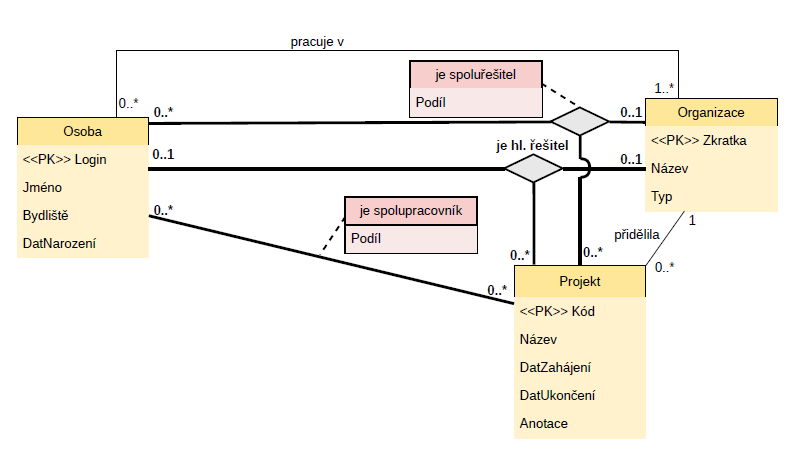 pracuje v
je spoluřešitel
Podíl
0..*
0..*
0..1
1..*
Osoba
<<PK>> Login
Jméno
Bydliště
DatNarození
Organizace
<<PK>> Zkratka
Název
Typ
je hl. řešitel
0..1
0..1
je spolupracovník
Podíl
0..*
1
přidělila
0..*
0..*
0..*
0..*
Projekt
<<PK>> Kód
Název
DatZahájení
DatUkončení
Anotace